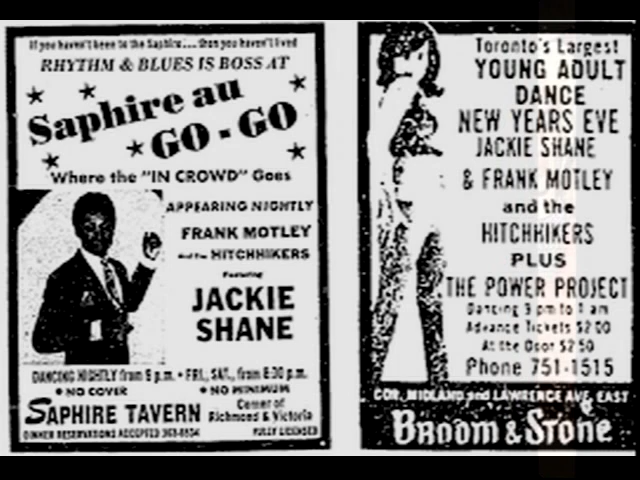 If you haven't been to the Saphire... then you haven't lived
RHYTHM & BLUES IS BOSS AT
Saphire au
GO-GO
Where the "IN CROWD" Goes
APPEARING NIGHTLY
FRANK MOTLEY
and the HITCHHIKERS
Featuring
JACKIE
SHANE
DANCING NIGHTLY from 9 p.m. • FRI., SAT., from 8:30 p.m.
• NO COVER • NO MINIMUM
SAPHIRE TAVERN
Corner of
Richmond & Victoria
DINNER RESERVATIONS ACCEPTED
FULLY LICENSED
Toronto's Largest
YOUNG ADULT
DANCE
NEW YEARS EVE
JACKIE SHANE
& FRANK MOTLEY
and the
HITCHHIKERS
PLUS
THE POWER PROJECT
Dancing 9 pm to 1 am
Advance Tickets $2 00
At the Door $2 50
Phone 751-1515
COR. MIDLAND and LAWRENCE AVE. EAST
Broom & Stone